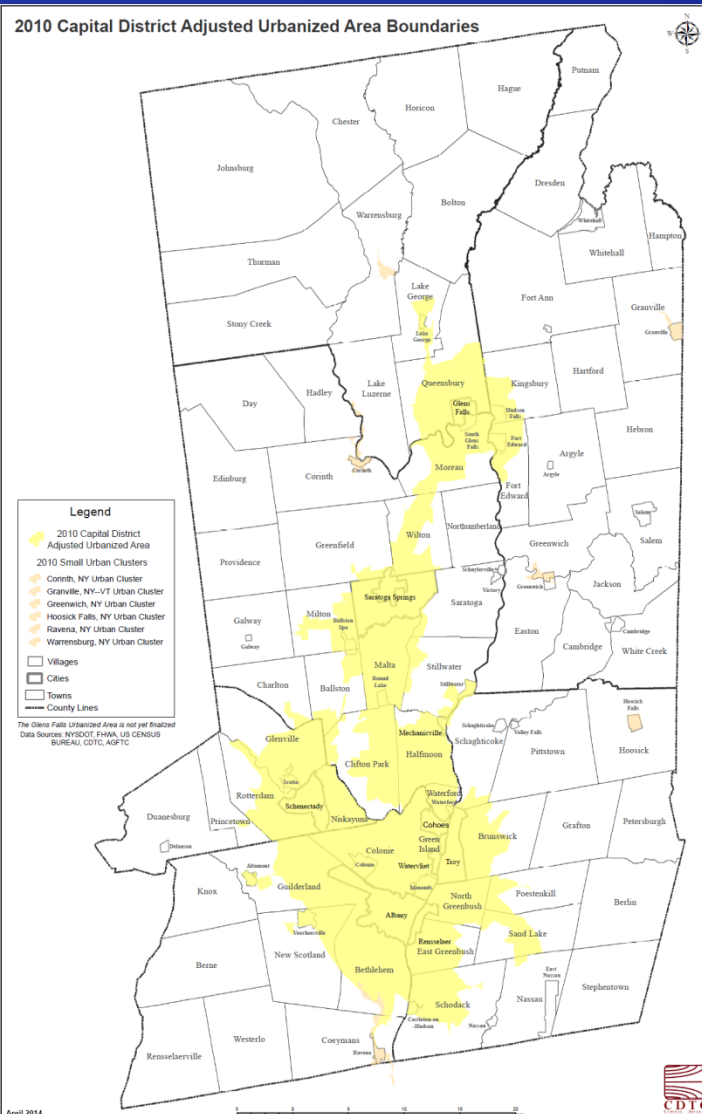 2010 Capital District Adjusted Urbanized Area Boundaries
N
W
S
Putnam
Hague
Horicon
Chester
Johnsburg
Dresden
Bolton
Warrensburg
Whitehall
Hampton
Whitehall
Thurman
Lake
George
Fort Ann
Granville
Stony Creek
Lake
George
Granville
Queensbury
Kingsbury
Hartford
Lake
Luzerne
Hadley
Day
Glens
Falls
Hudson
Falls
Hebron
South
Glens
Falls
Fort
Edward
Argyle
Moreau
Argyle
Corinth
Corinth
Edinburg
Fort
Edward
Salem
Salem
Northumberland
Wilton
Greenwich
Greenfield
Providence
Schuylerville
Victory
Greenwich
Jackson
Saratoga Springs
Saratoga
Milton
Galway
Galway
Ballston
Spa
Easton
Cambridge
Cambridge
White Creek
Malta
Stillwater
Round
Lake
Charlton
Ballston
Stillwater
Hoosick
Falls
Mechanicville
Schaghticoke
Valley Falls
Schaghticoke
Pittstown
Hoosick
Glenville
Halfmoon
Clifton Park
Scotia
Rotterdam
Schenectady
Waterford
Waterford
Duanesburg
Princetown
Niskayuna
Cohoes
Grafton
Petersburgh
Brunswick
Delanson
Green
Island
Colonie
Colonie
Watervliet
Troy
Altamont
Guilderland
Menands
Knox
North
Greenbush
Poestenkill
Berlin
Albany
Voorheesville
Sand Lake
Rensselaer
East Greenbush
New Scotland
Berne
Bethlehem
East
Nassau
Stephentown
Schodack
Nassau
Castleton-on
-Hudson
Nassau
Westerlo
Coeymans
Ravena
Rensselaerville
Legend
2010 Capital District
Adjusted Urbanized Area
2010 Small Urban Clusters
Corinth, NY Urban Cluster
Granville, NY--VT Urban Cluster
Greenwich, NY Urban Cluster
Hoosick Falls, NY Urban Cluster
Ravena, NY Urban Cluster
Warrensburg, NY Urban Cluster
Villages
Cities
Towns
County Lines
The Glens Falls Urbanized Area is not yet finalized
Data Sources: NYSDOT, FHWA, US CENSUS
BUREAU, CDTC, AGFTC
April 2014
CDTC